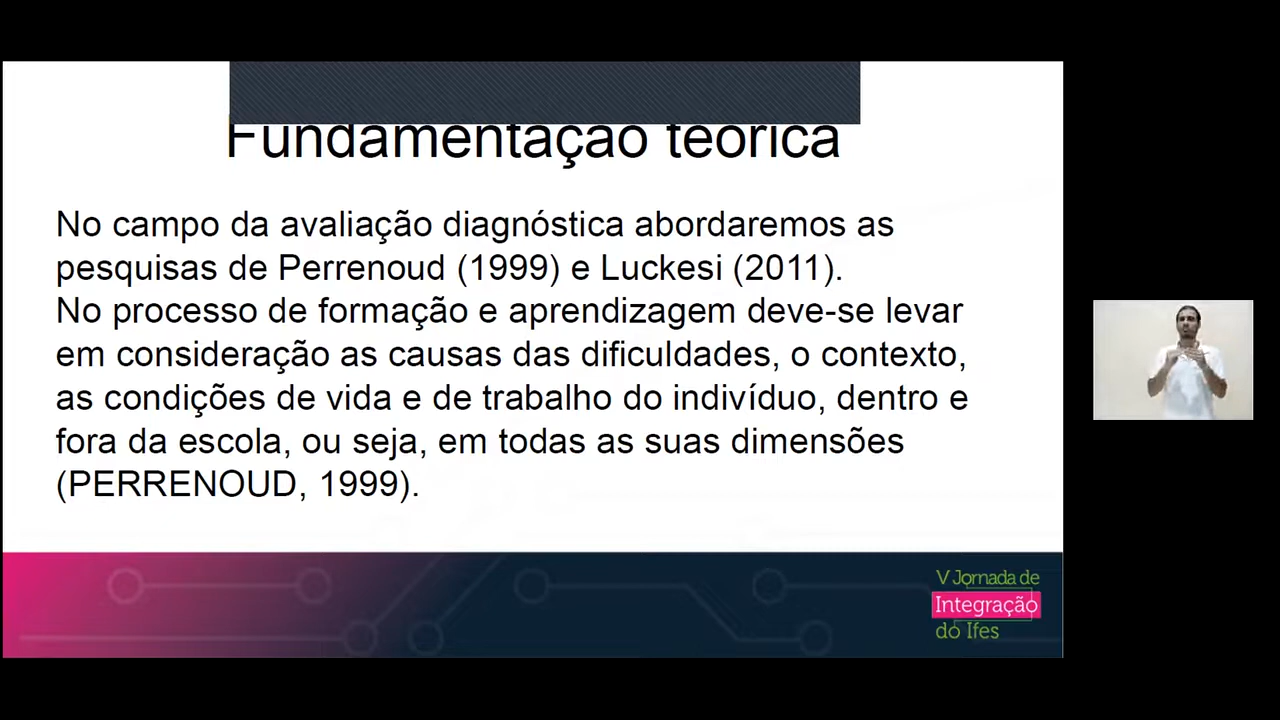 Fundamentação teórica
No campo da avaliação diagnóstica abordaremos as
pesquisas de Perrenoud (1999) e Luckesi (2011).
No processo de formação e aprendizagem deve-se levar
em consideração as causas das dificuldades, o contexto,
as condições de vida e de trabalho do indivíduo, dentro e
fora da escola, ou seja, em todas as suas dimensões
(PERRENOUD, 1999).
V Jornada de
Integração
do Ifes